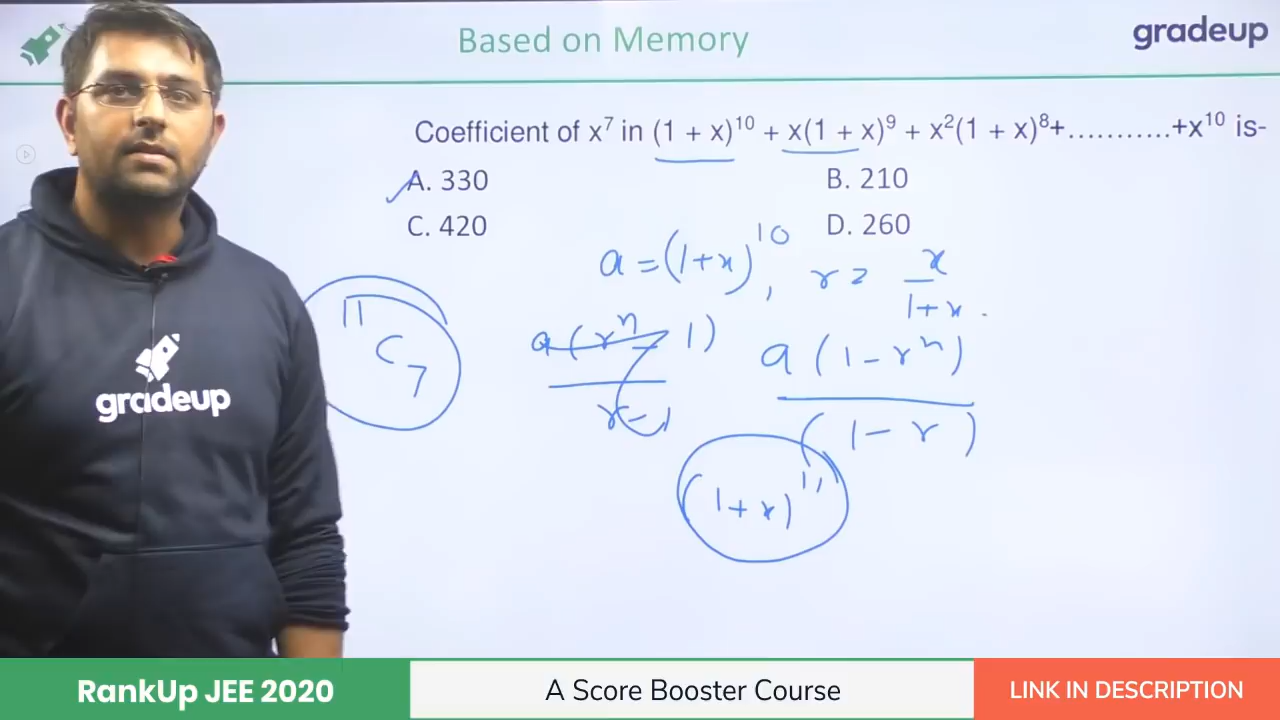 Based on Memory
gradeup
Coefficient of x⁷ in (1 + x)¹⁰ + x(1 + x)⁹ + x²(1 + x)⁸+...........+x¹⁰ is-
A. 330
B. 210
C. 420
D. 260
a = (1+x)¹⁰, r = x/(1+x).
¹¹C₇
a(rⁿ-1)/(r-1)
a(1-rⁿ)/(1-r)
(1+x)¹¹
gradeup
RankUp JEE 2020
A Score Booster Course
LINK IN DESCRIPTION